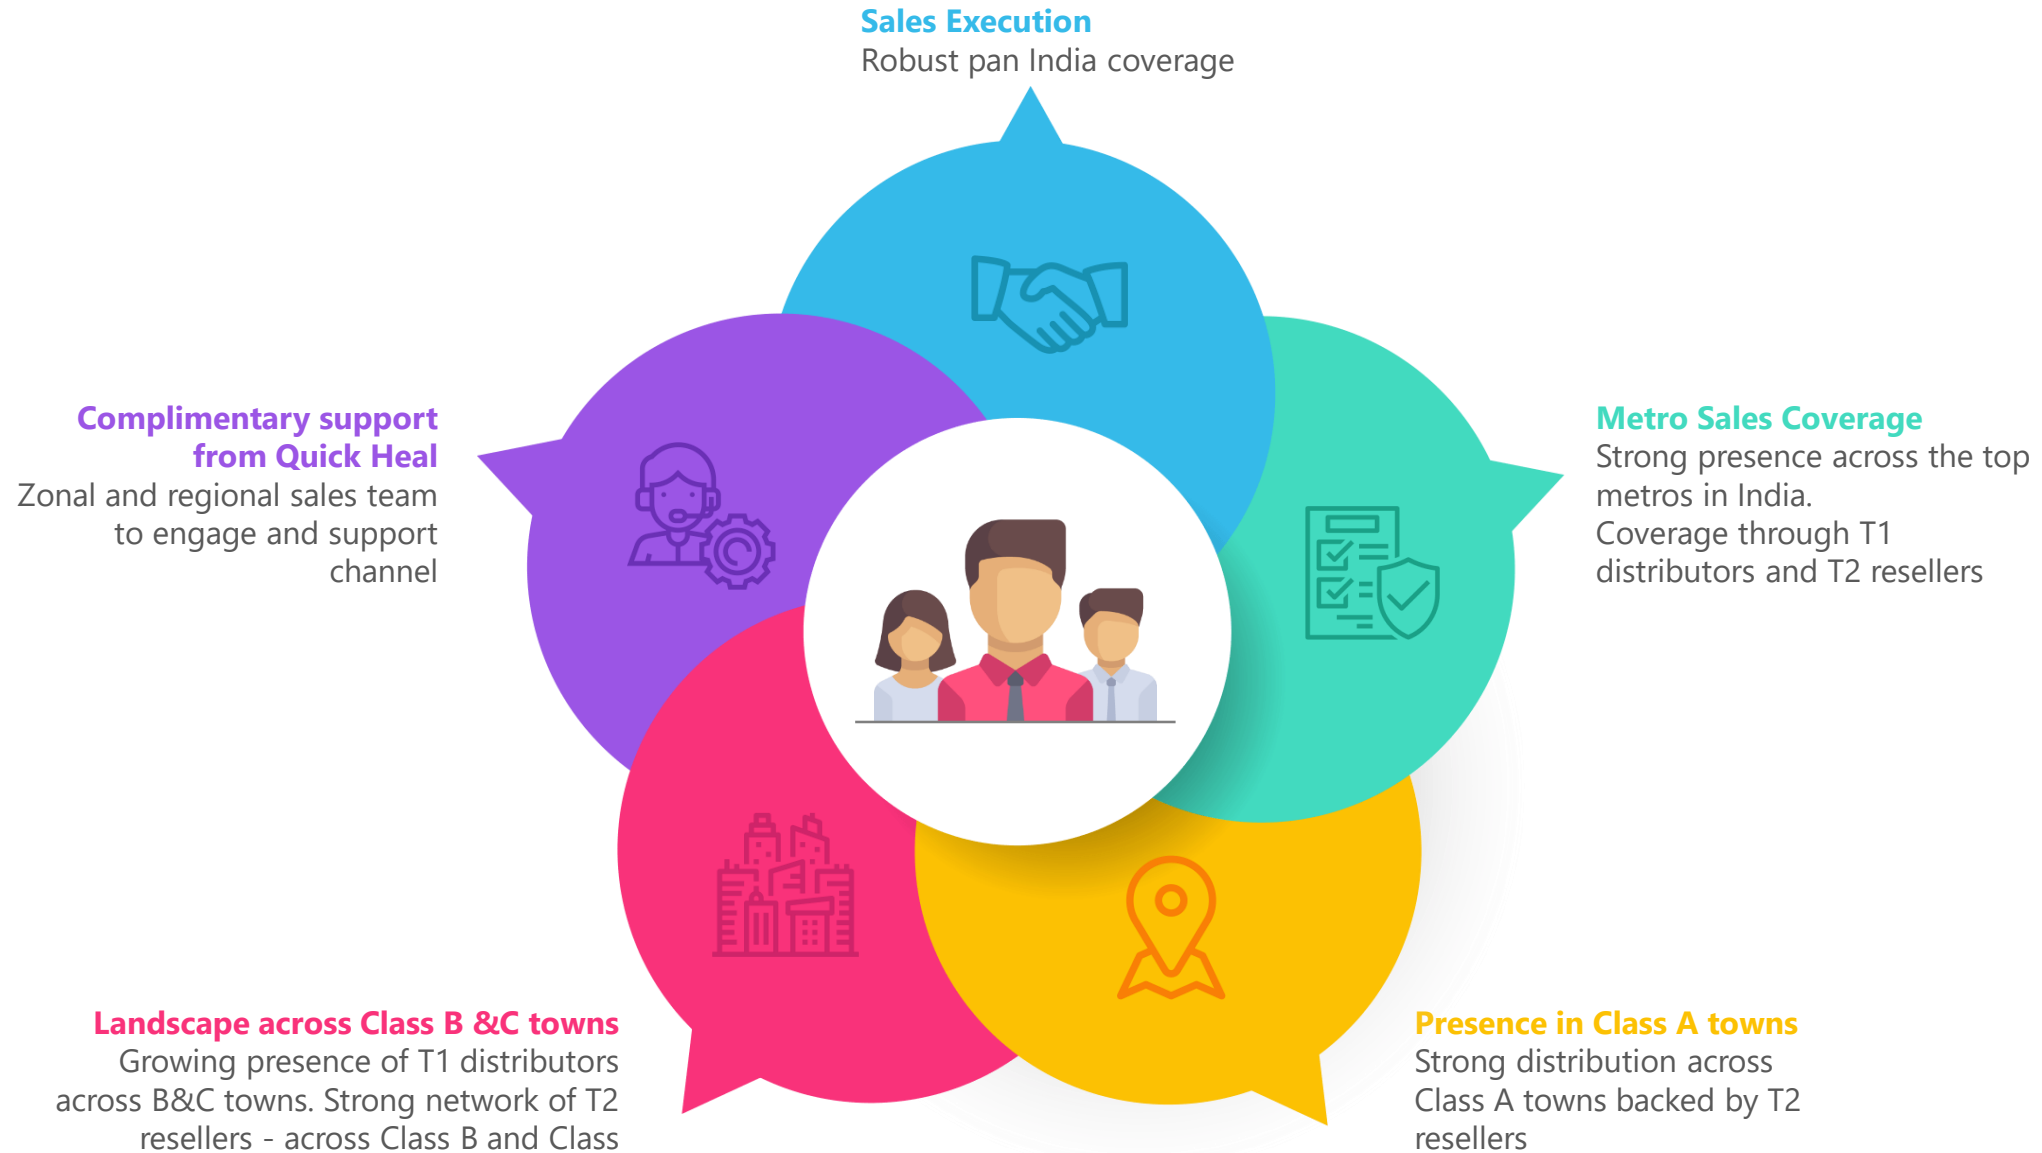 Sales Execution
Robust pan India coverage
Complimentary support
from Quick Heal
Zonal and regional sales team
to engage and support
channel
Metro Sales Coverage
Strong presence across the top
metros in India.
Coverage through T1
distributors and T2 resellers
Landscape across Class B &C towns
Growing presence of T1 distributors
across B&C towns. Strong network of T2
resellers - across Class B and Class
Presence in Class A towns
Strong distribution across
Class A towns backed by T2
resellers